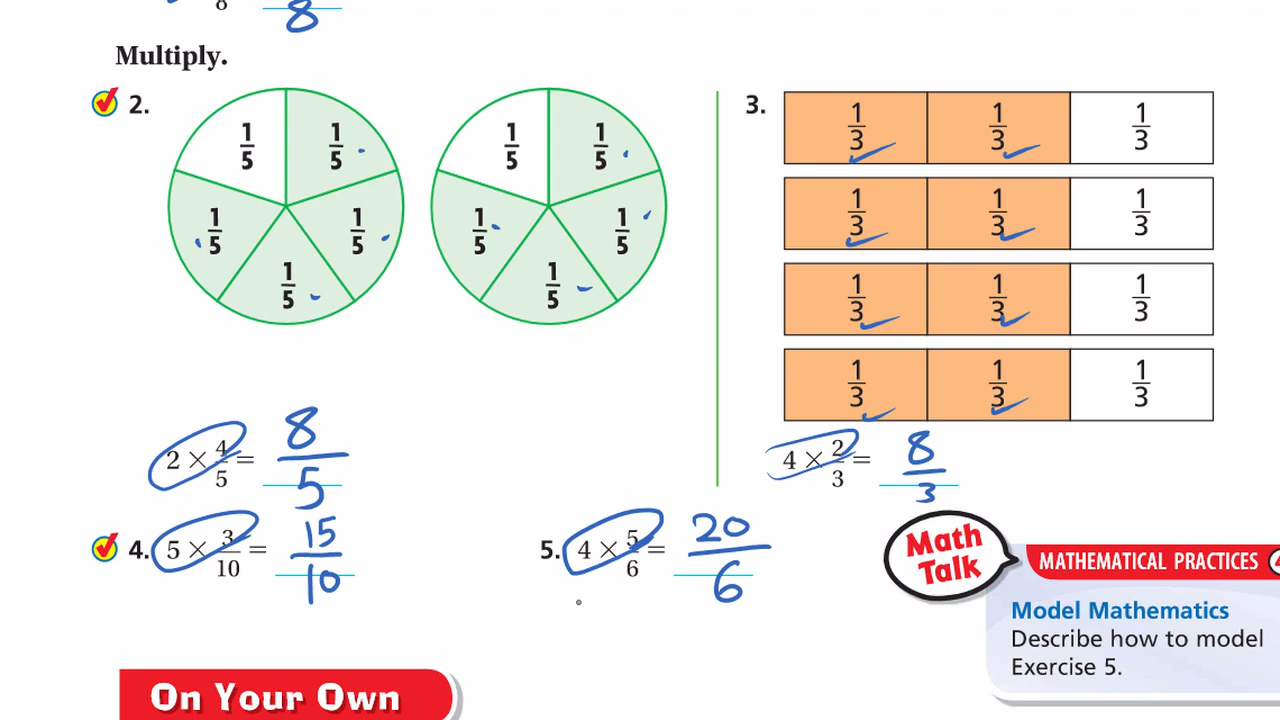 8
8
Multiply.
2.
1/5 1/5 1/5 1/5 1/5
1/5 1/5 1/5 1/5 1/5
2 × 4/5 = 8/5
3.
1/3 1/3 1/3
1/3 1/3 1/3
1/3 1/3 1/3
1/3 1/3 1/3
4 × 2/3 = 8/3
4. 5 × 3/10 = 15/10
5. 4 × 5/6 = 20/6
Math
Talk
MATHEMATICAL PRACTICES
Model Mathematics
Describe how to model
Exercise 5.
On Your Own